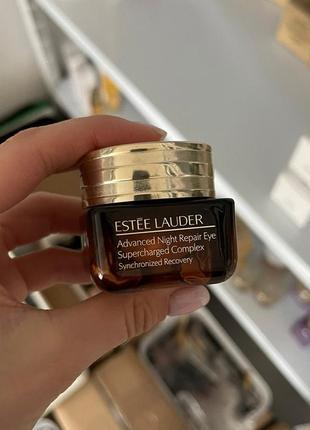 ESTĒE LAUDER
Advanced Night Repair Eye
Supercharged Complex
Synchronized Recovery